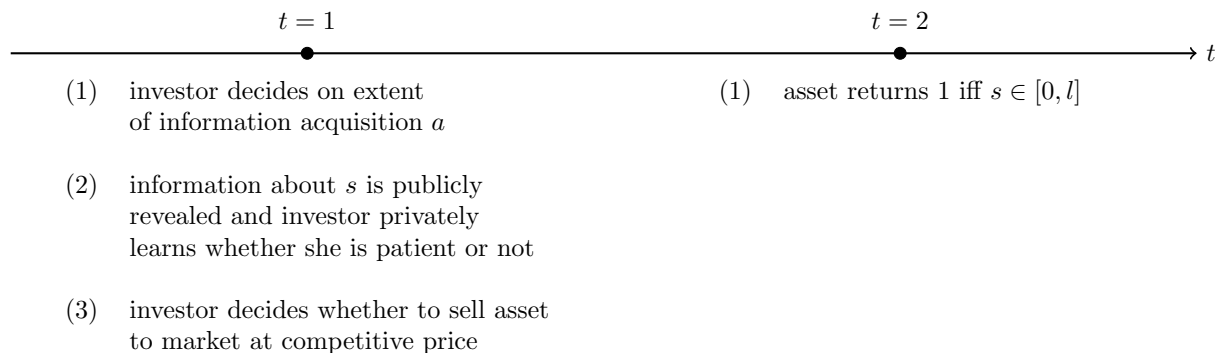 t = 1
t = 2
t
(1) investor decides on extent
of information acquisition a
(1) asset returns 1 iff s ∈ [0, l]
(2) information about s is publicly
revealed and investor privately
learns whether she is patient or not
(3) investor decides whether to sell asset
to market at competitive price